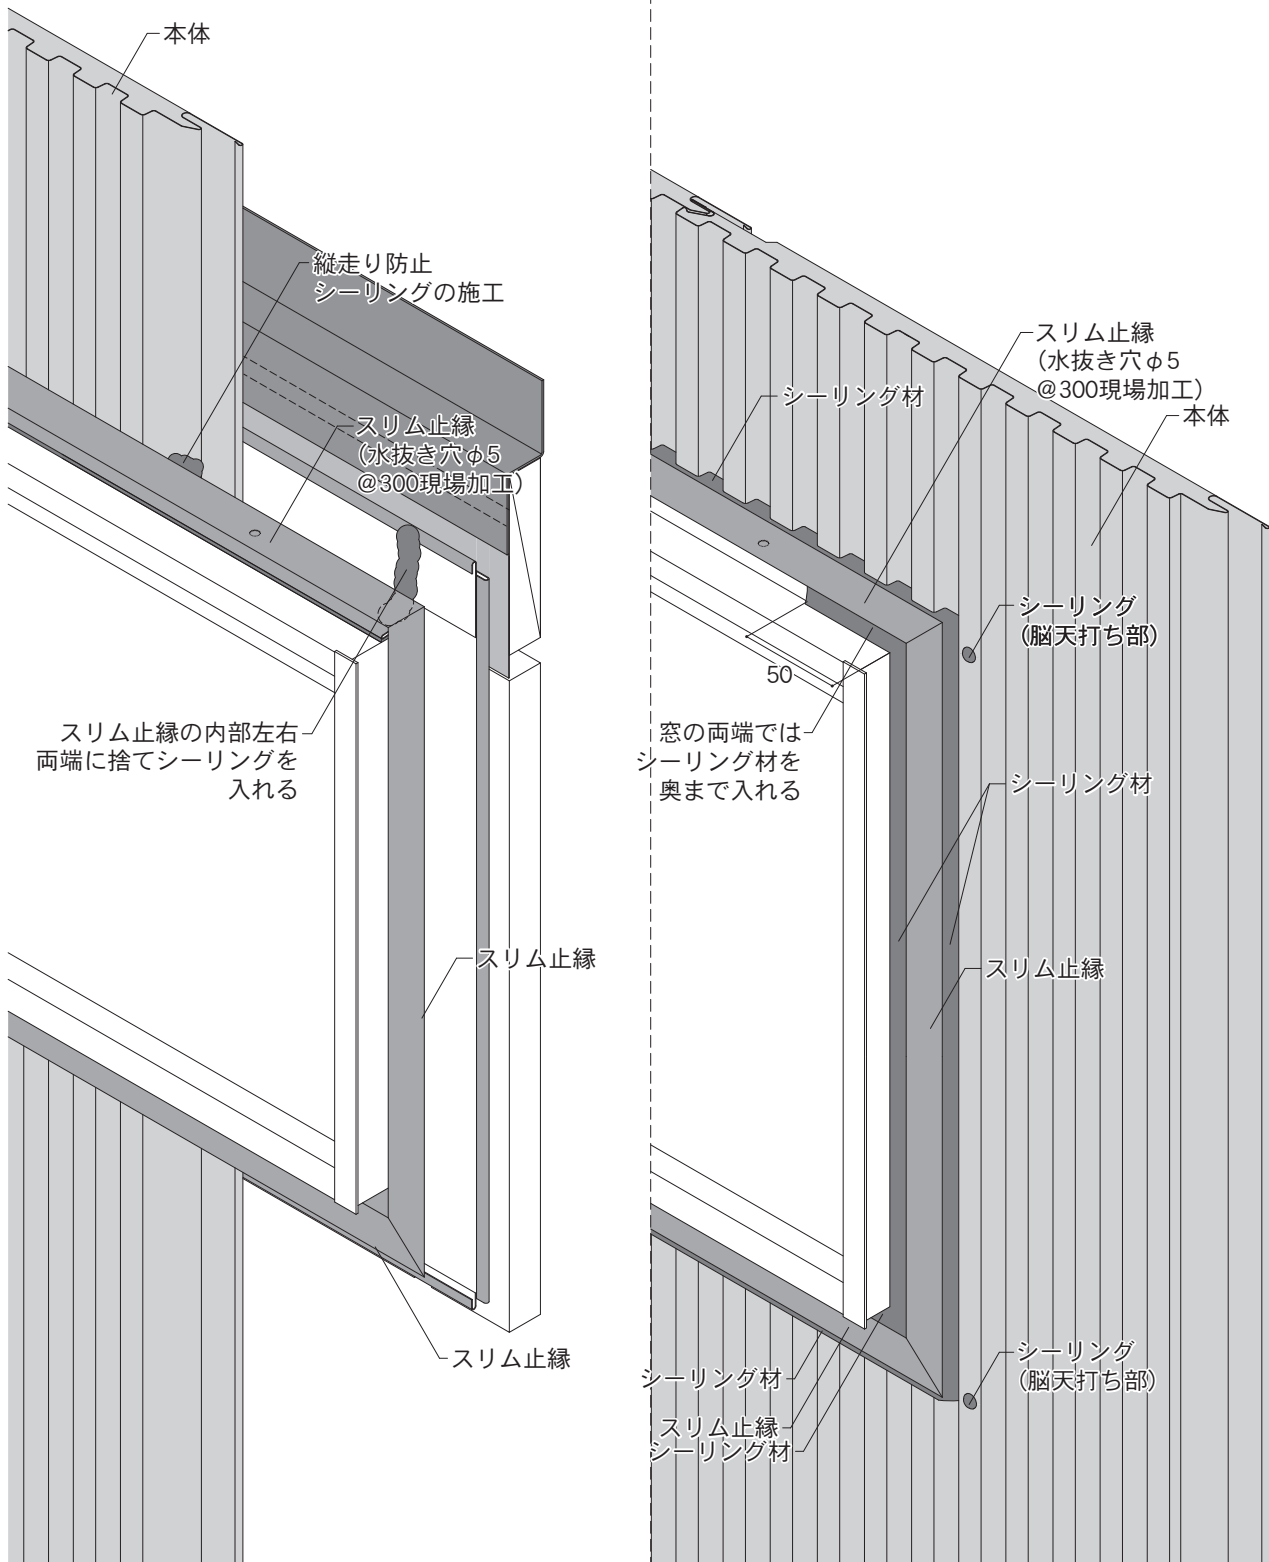 本体
縦走り防止
シーリングの施工
スリム止縁
(水抜き穴φ5
@300現場加工)
スリム止縁の内部左右
両端に捨てシーリングを
入れる
スリム止縁
スリム止縁
スリム止縁
(水抜き穴φ5
@300現場加工)
シーリング材
本体
シーリング
(脳天打ち部)
50
窓の両端では
シーリング材を
奥まで入れる
シーリング材
スリム止縁
シーリング
(脳天打ち部)
シーリング材
スリム止縁
シーリング材